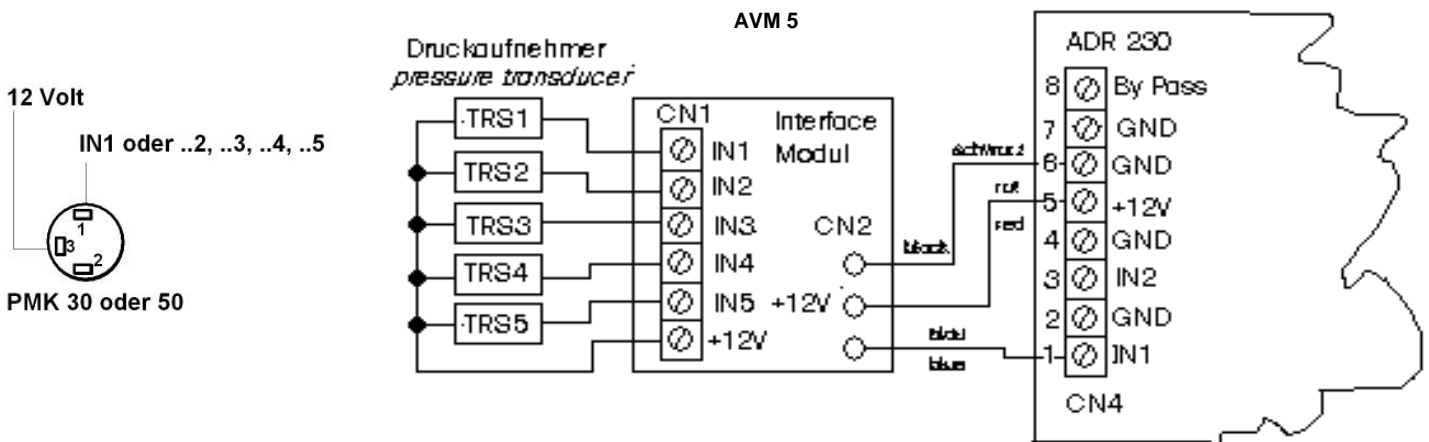 AVM 5
12 Volt
IN1 oder ..2, ..3, ..4, ..5
1
3
2
PMK 30 oder 50
Druckaufnehmer
pressure transducer
TRS1
TRS2
TRS3
TRS4
TRS5
CN1
Interface
Modul
IN1
IN2
IN3
IN4
IN5
+12V
CN2
+12V
schwarz
black
rot
red
blau
blue
ADR 230
8 By Pass
7 GND
6 GND
5 +12V
4 GND
3 IN2
2 GND
1 IN1
CN4